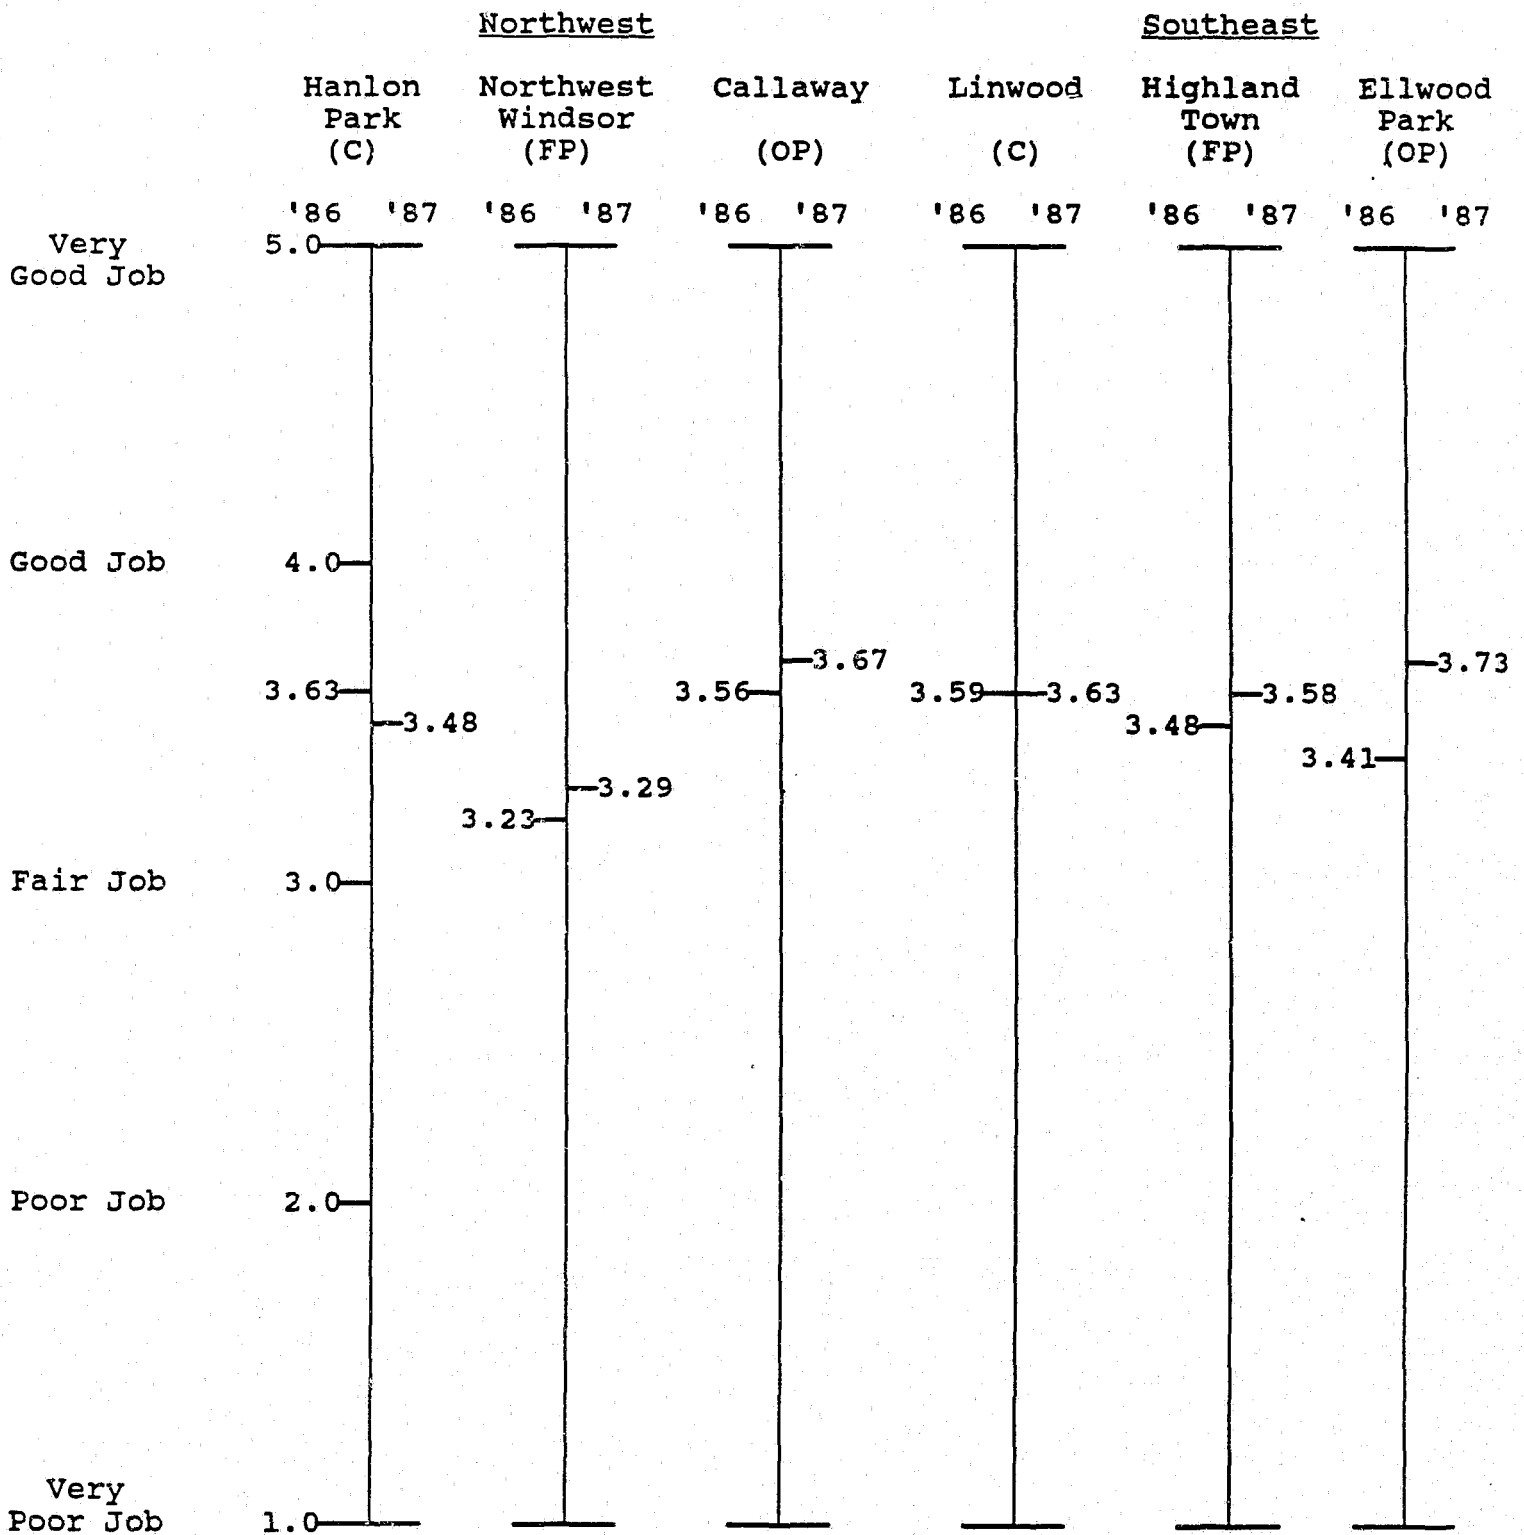 Northwest Southeast
Hanlon Northwest Callaway Linwood Highland Ellwood
Park Windsor Town Park
(C) (FP) (OP) (C) (FP) (OP)
'86 '87 '86 '87 '86 '87 '86 '87 '86 '87 '86 '87
Very 5.0
Good Job
Good Job 4.0
3.67 3.73
3.63 3.56 3.59 3.63 3.58
3.48 3.48
3.41
3.29
3.23
Fair Job 3.0
Poor Job 2.0
Very
Poor Job 1.0